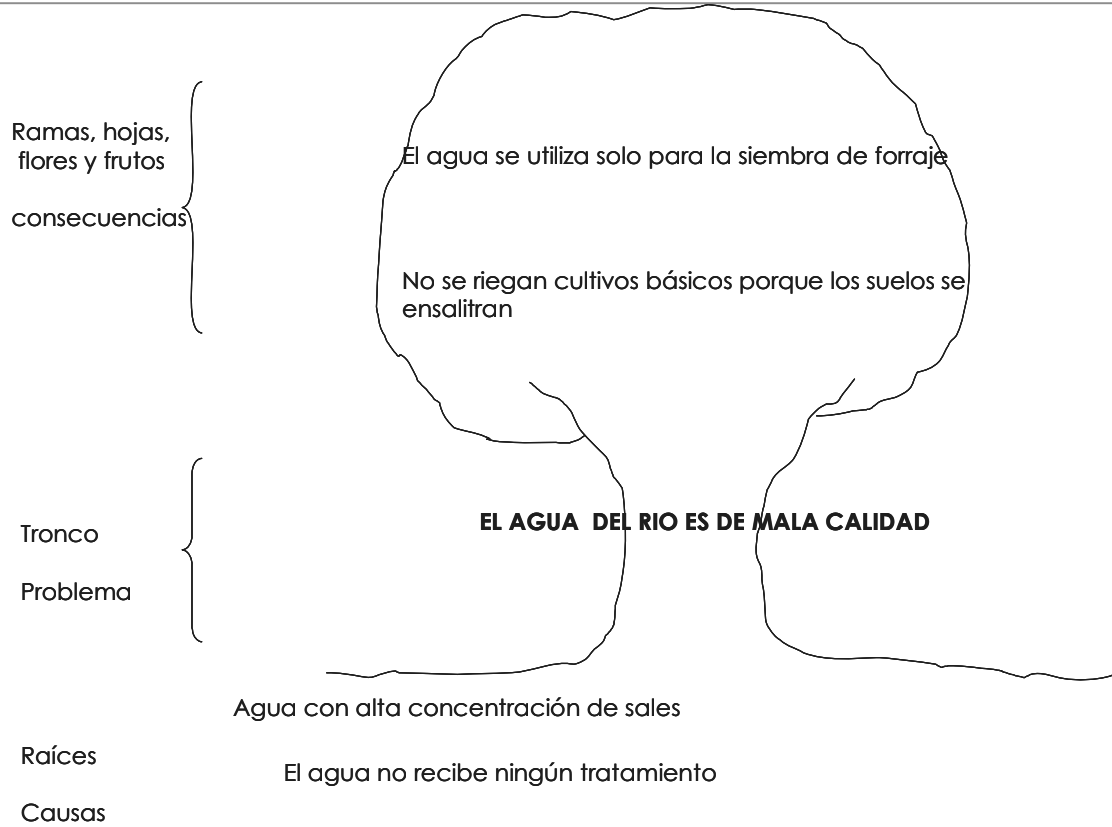 Ramas, hojas,
flores y frutos
consecuencias
El agua se utiliza solo para la siembra de forraje
No se riegan cultivos básicos porque los suelos se
ensalitran
Tronco
Problema
EL AGUA  DEL RIO ES DE MALA CALIDAD
Agua con alta concentración de sales
Raíces
Causas
El agua no recibe ningún tratamiento